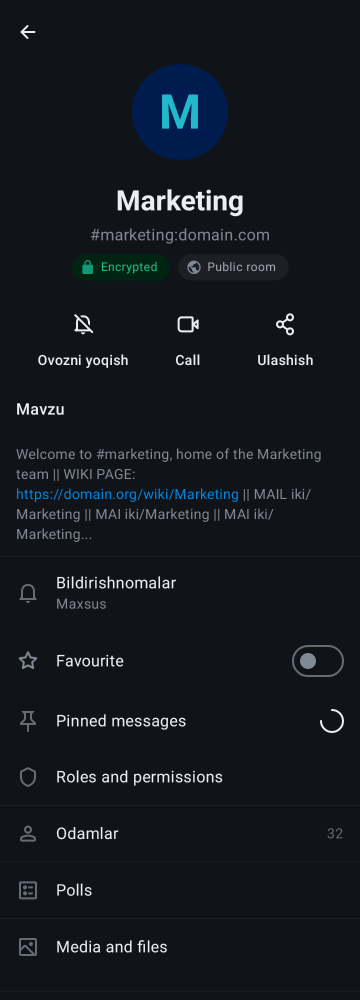 M
Marketing
#marketing:domain.com
Encrypted
Public room
Ovozni yoqish
Call
Ulashish
Mavzu
Welcome to #marketing, home of the Marketing
team || WIKI PAGE:
https://domain.org/wiki/Marketing || MAIL iki/
Marketing || MAI iki/Marketing || MAI iki/
Marketing...
Bildirishnomalar
Maxsus
Favourite
Pinned messages
Roles and permissions
Odamlar 32
Polls
Media and files